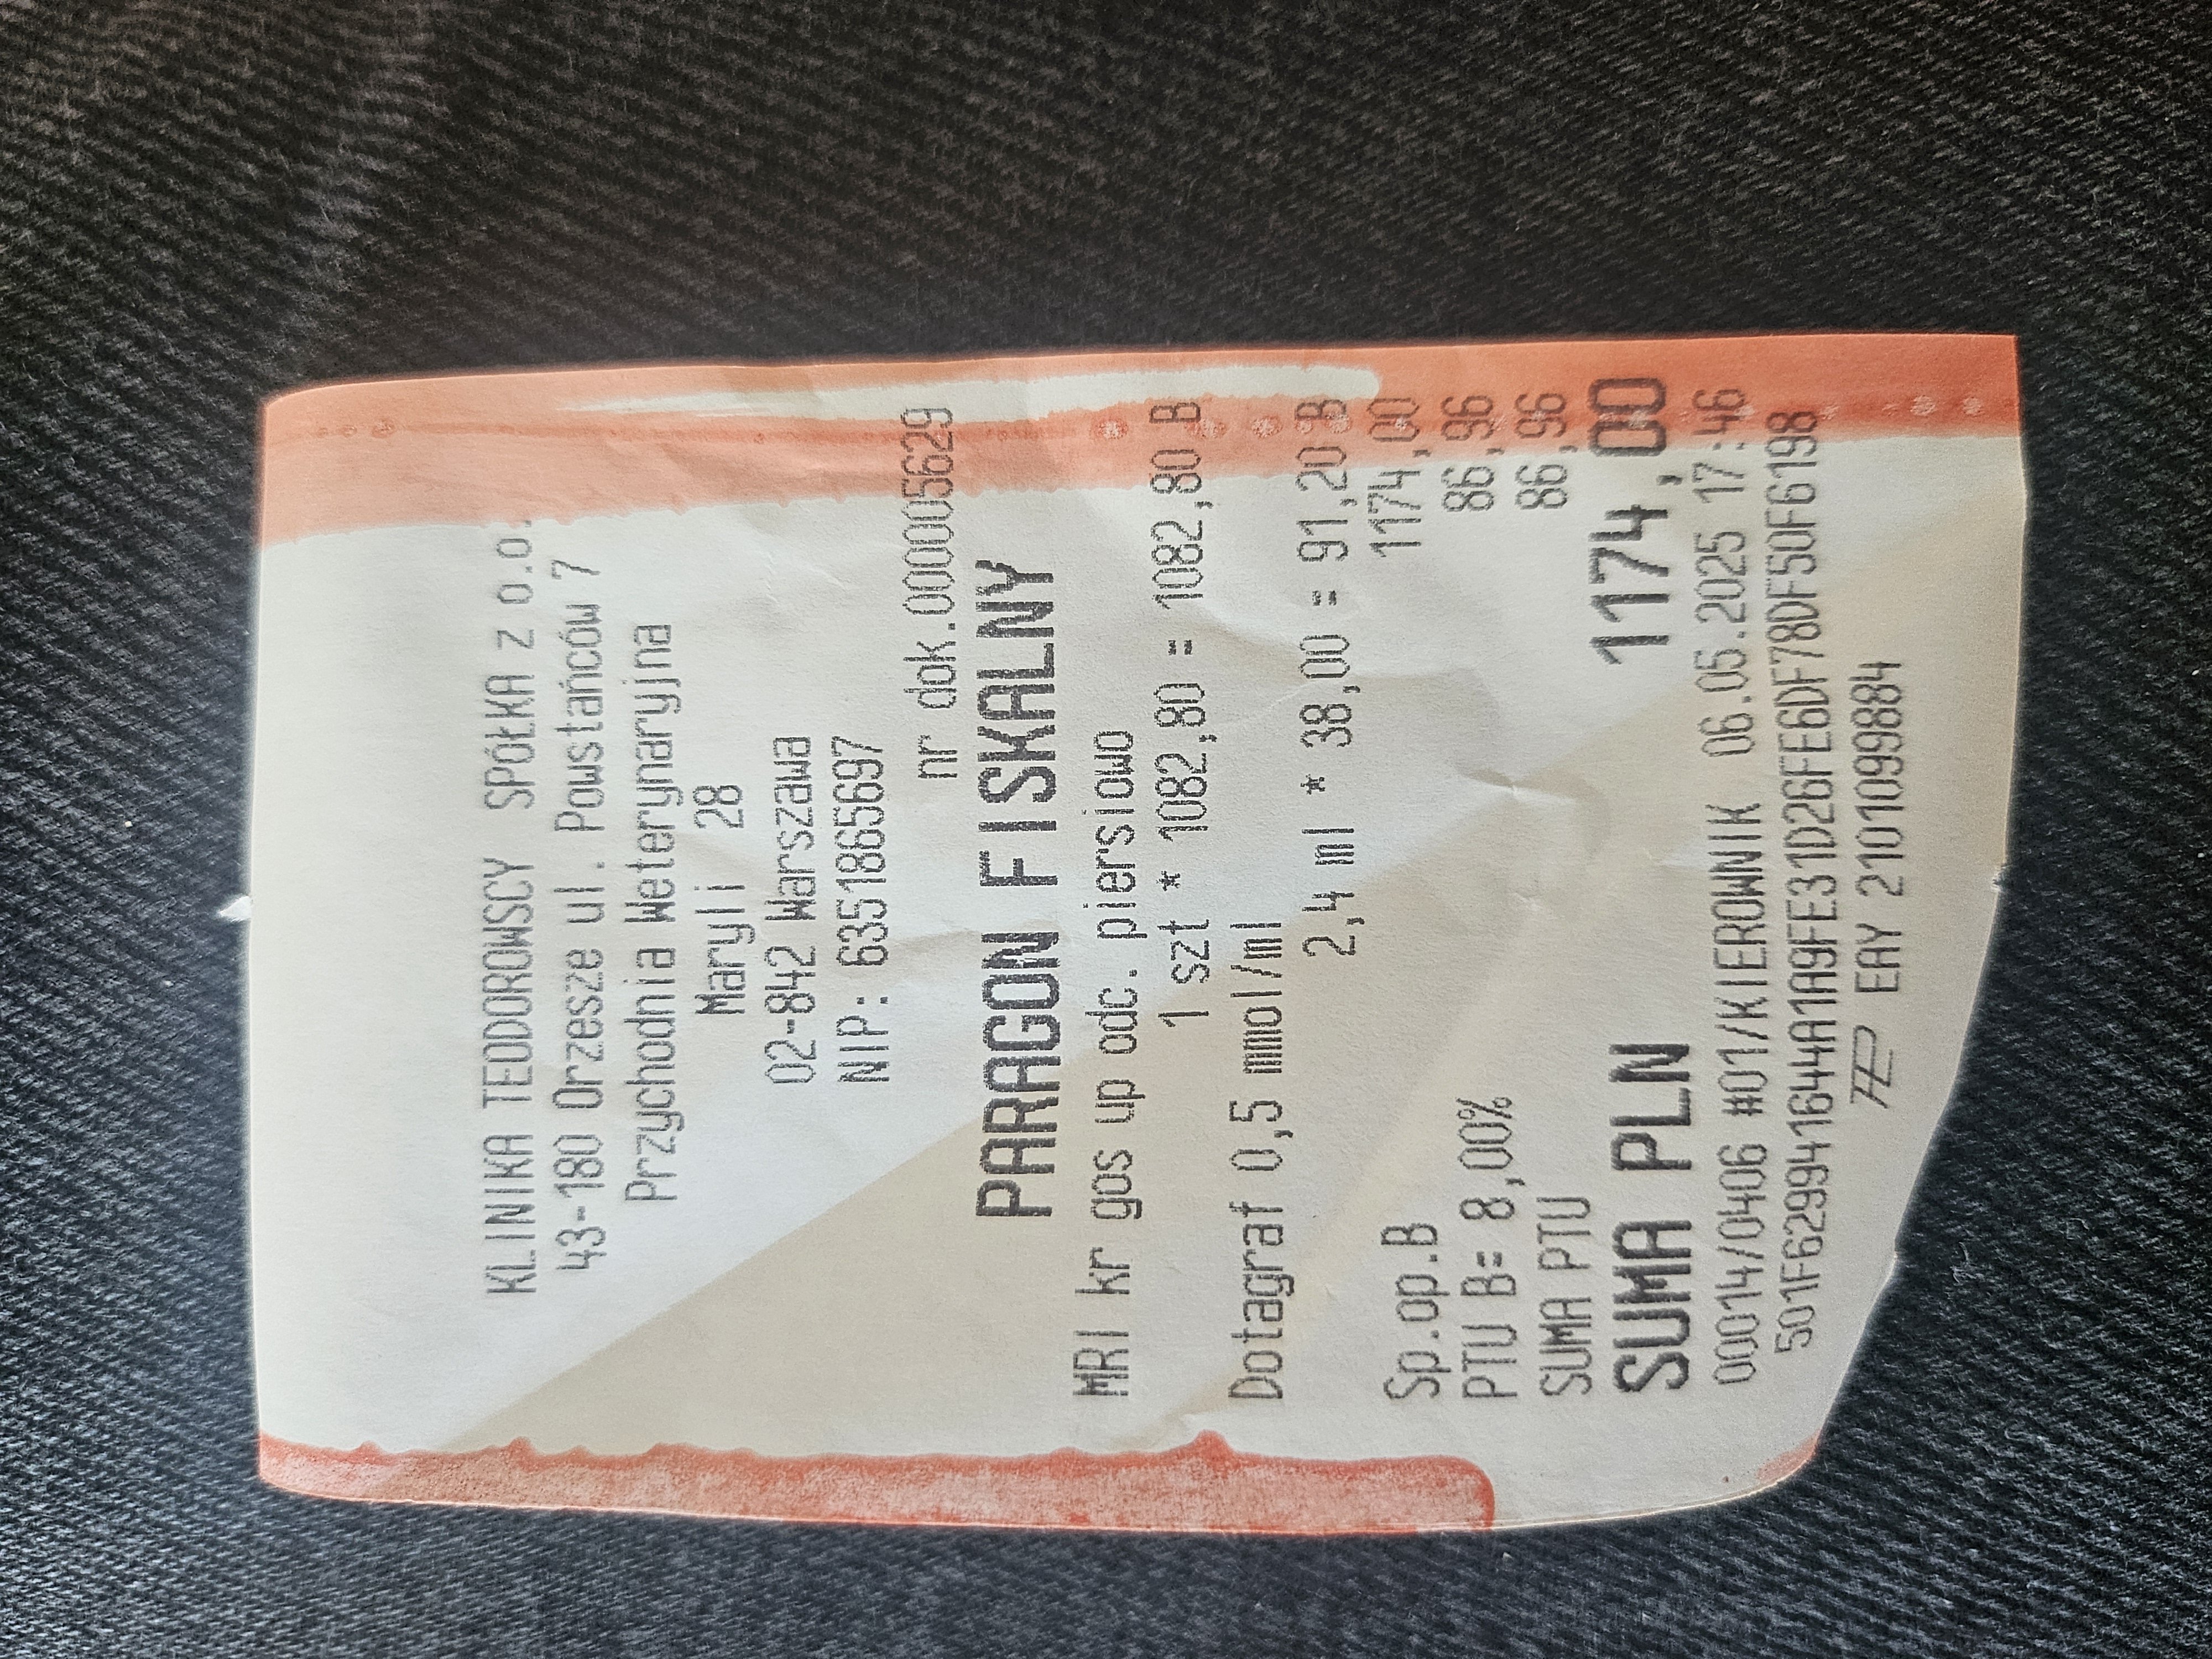 KLINIKA TEODOROWSCY SPÓŁKA z o.o.
43-180 Orzesze ul. Powstańców 7
Przychodnia Weterynaryjna
Maryli 28
02-842 Warszawa
NIP: 6351865697
nr dok.00005629
PARAGON FISKALNY
MRI kr gos up odc. piersiowo
1 szt * 1082,80 = 1082,80 B
Dotagraf 0,5 mmol/ml
2,4 ml * 38,00 = 91,20 B
Sp.op.B 1174,00
PTU B= 8,00% 86,96
SUMA PTU 86,96
SUMA PLN 1174,00
00014/0406 #01/KIEROWNIK 06.05.2025 17:46
501F6299416444A1A9FE31D26FE6DF78DF50F6198
EAY 2101099884